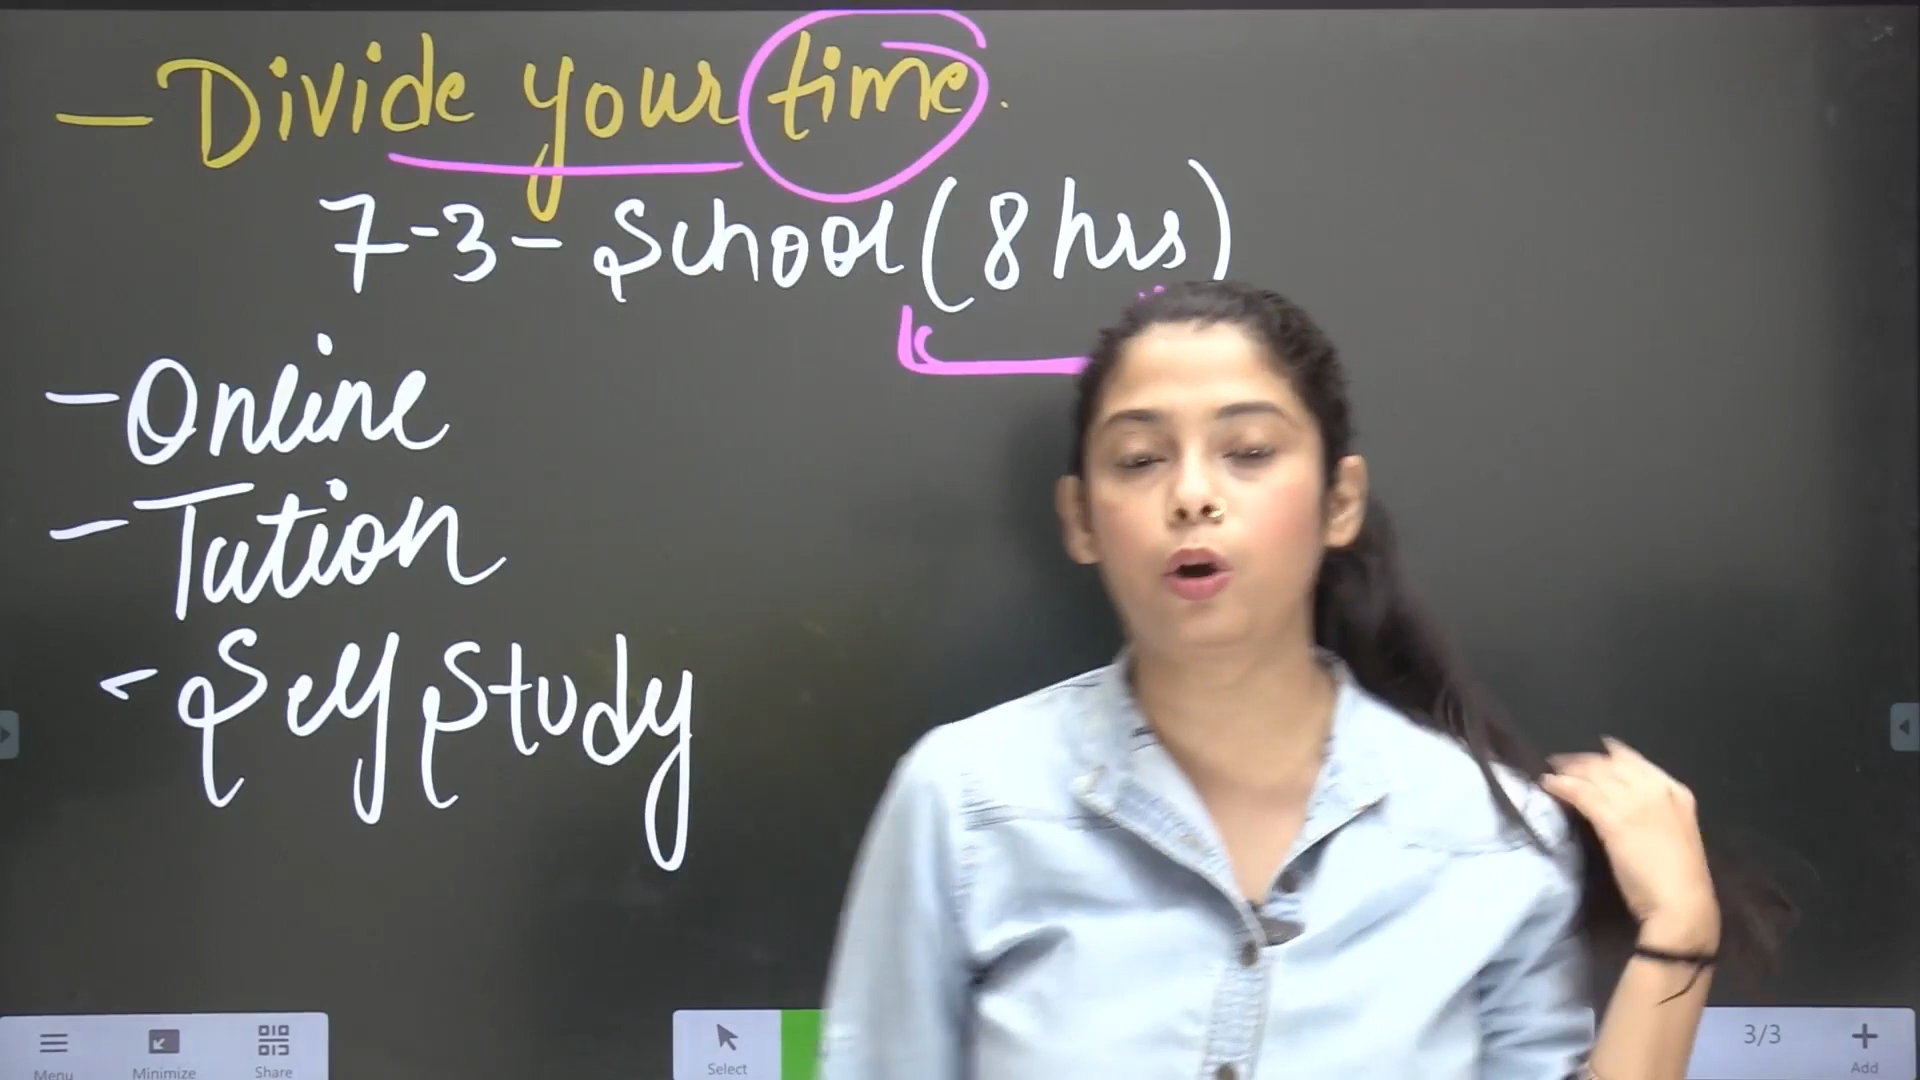 - Divide your time.
7-3- School (8 hrs)
- Online
- Tution
- Self Study
Menu
Minimize
Share
Select
3/3
Add